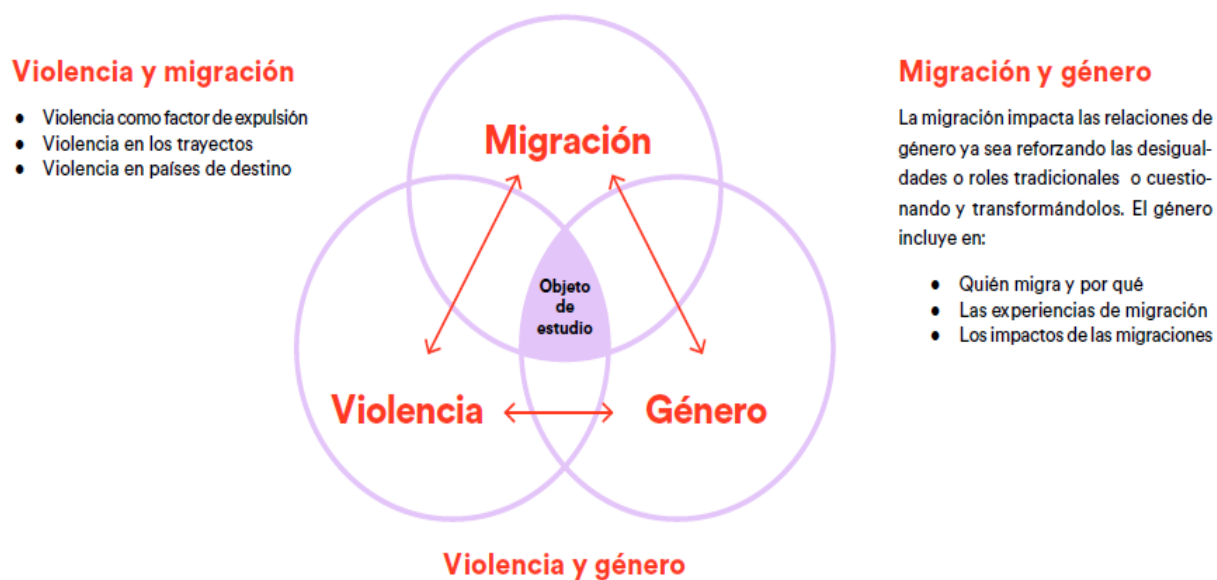 Violencia y migración
● Violencia como factor de expulsión
● Violencia en los trayectos
● Violencia en países de destino
Migración
Objeto
de
estudio
Violencia
Género
Migración y género
La migración impacta las relaciones de
género ya sea reforzando las desigual-
dades o roles tradicionales o cuestio-
nando y transformándolos. El género
incluye en:
● Quién migra y por qué
● Las experiencias de migración
● Los impactos de las migraciones
Violencia y género